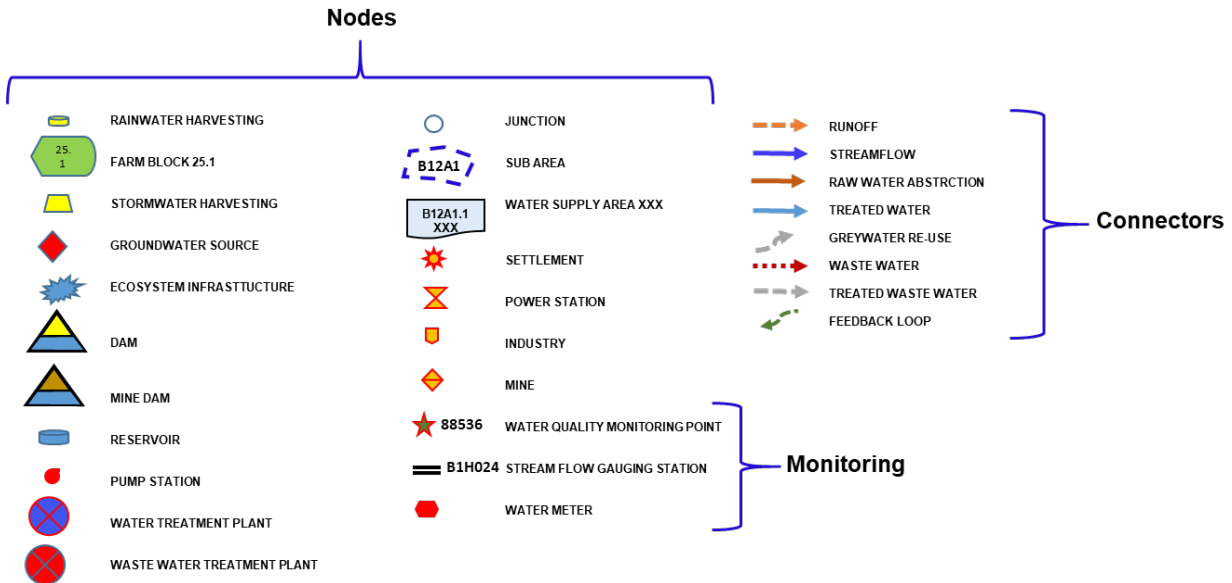 Nodes
RAINWATER HARVESTING
25.
1
FARM BLOCK 25.1
STORMWATER HARVESTING
GROUNDWATER SOURCE
ECOSYSTEM INFRASTTUCTURE
DAM
MINE DAM
RESERVOIR
PUMP STATION
WATER TREATMENT PLANT
WASTE WATER TREATMENT PLANT
JUNCTION
B12A1
SUB AREA
B12A1.1
XXX
WATER SUPPLY AREA XXX
SETTLEMENT
POWER STATION
INDUSTRY
MINE
88536 WATER QUALITY MONITORING POINT
B1H024 STREAM FLOW GAUGING STATION
WATER METER
Monitoring
RUNOFF
STREAMFLOW
RAW WATER ABSTRCTION
TREATED WATER
GREYWATER RE-USE
WASTE WATER
TREATED WASTE WATER
FEEDBACK LOOP
Connectors